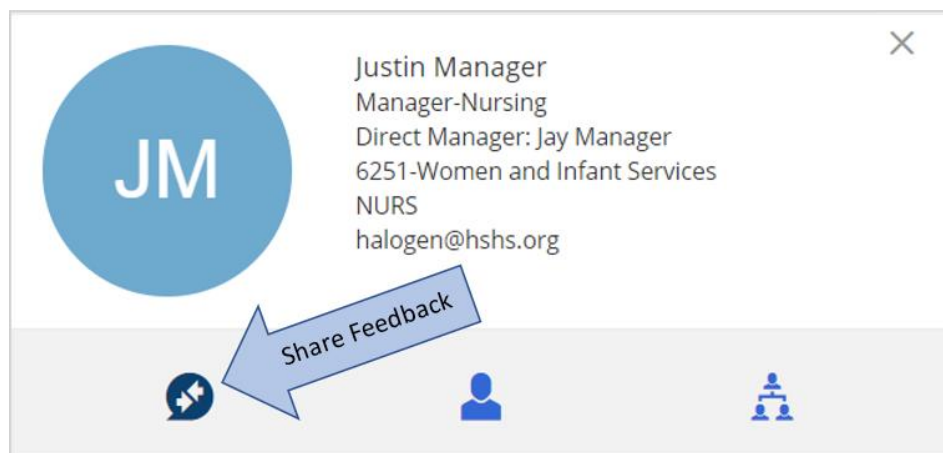 Justin Manager
Manager-Nursing
Direct Manager: Jay Manager
JM
6251-Women and Infant Services
NURS
halogen@hshs.org
Share Feedback